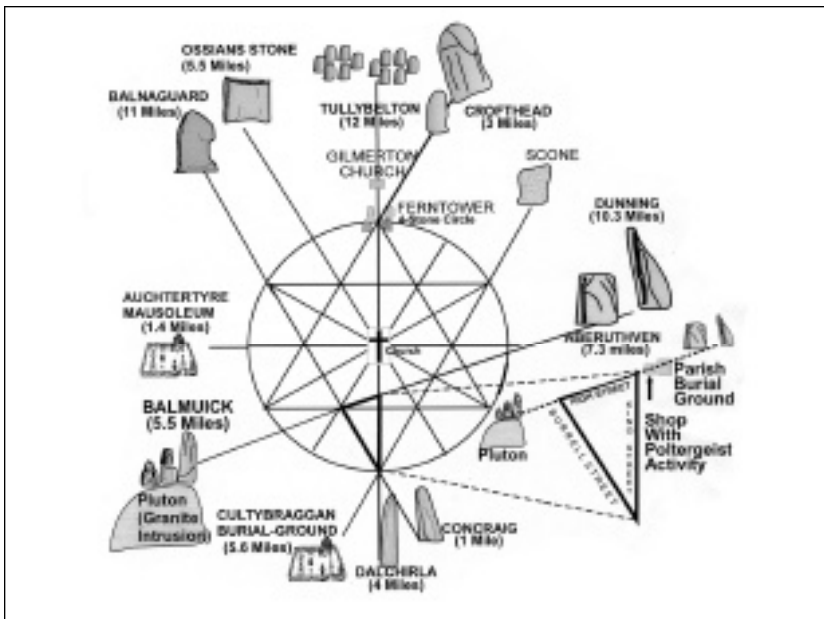 OSSIANS STONE
(5.5 Miles)
BALNAGUARD
(11 Miles)
TULLYBELTON
(12 Miles)
CROFTHEAD
(3 Miles)
GILMERTON
CHURCH
SCONE
FERNTOWER
4-Stone Circle
DUNNING
(10.3 Miles)
AUCHTERTYRE
MAUSOLEUM
(1.4 Miles)
Church
ABERUTHVEN
(7.3 miles)
Parish
Burial
Ground
HIGH STREET
KING STREET
BURRELL STREET
Shop
With
Poltergeist
Activity
BALMUICK
(5.5 Miles)
Pluton
Pluton
(Granite
Intrusion)
CULTYBRAGGAN
BURIAL-GROUND
(5.6 Miles)
CONCRAIG
(1 Mile)
DALCHIRLA
(4 Miles)